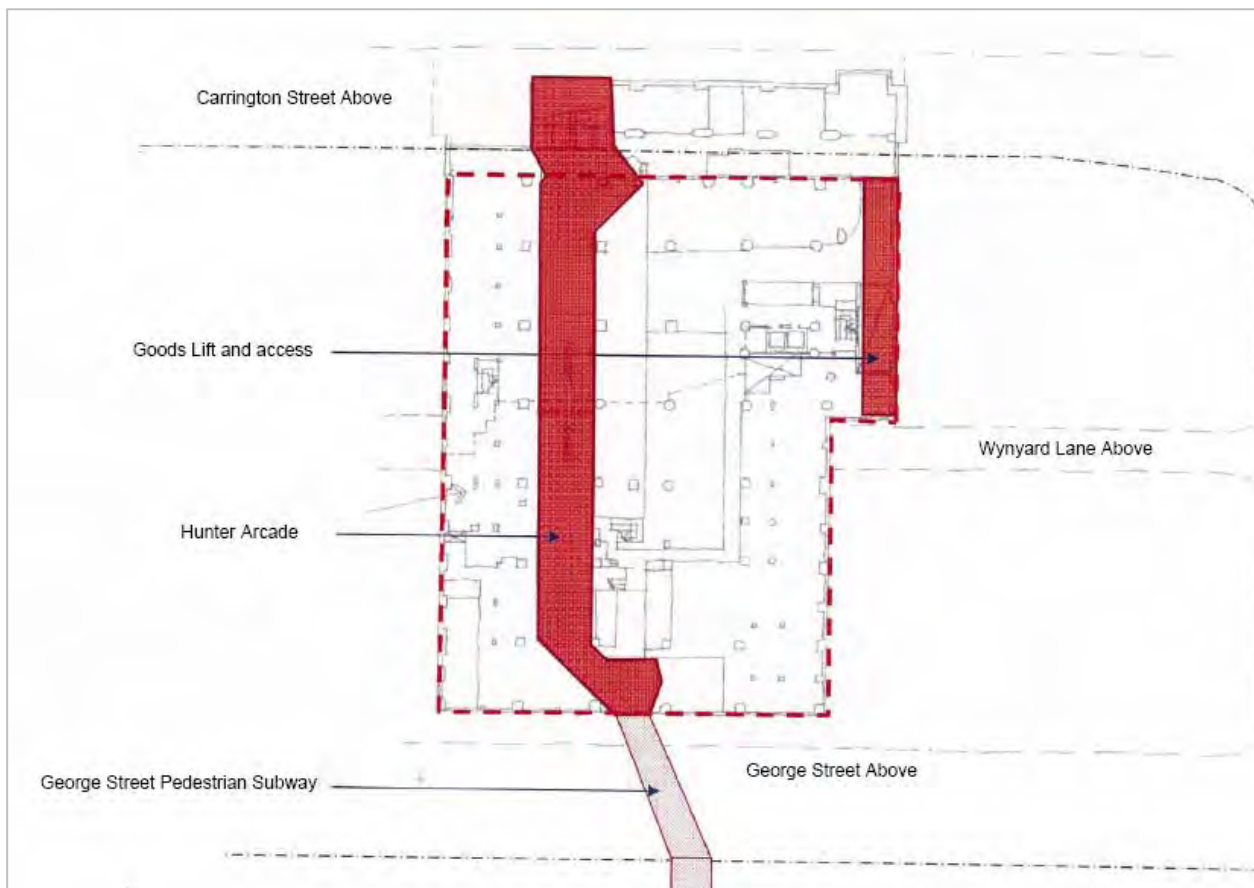 Carrington Street Above
Goods Lift and access
Wynyard Lane Above
Hunter Arcade
George Street Above
George Street Pedestrian Subway